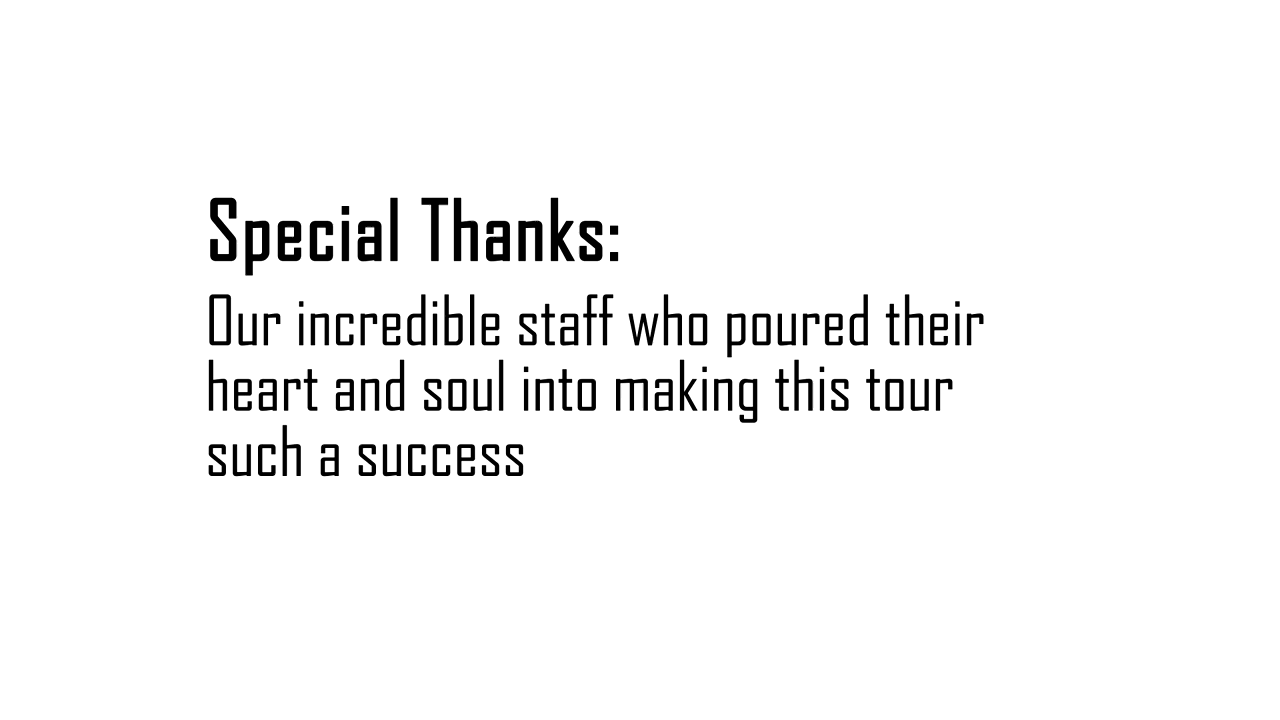 Special Thanks:
Our incredible staff who poured their
heart and soul into making this tour
such a success